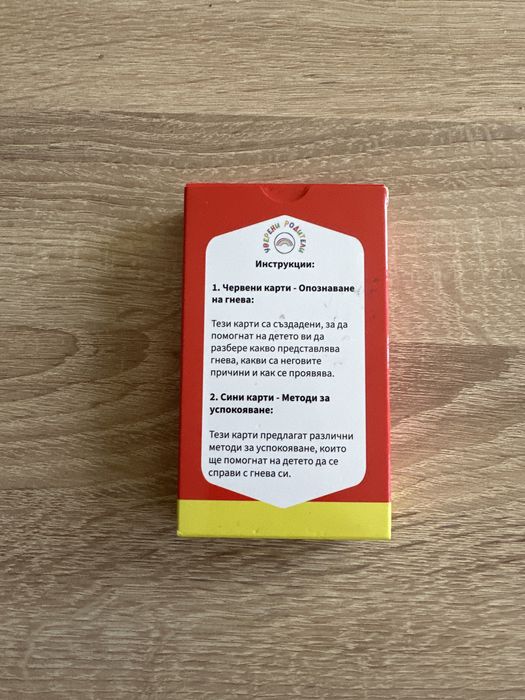 УВЕРЕНИ РОДИТЕЛИ
Инструкции:
1. Червени карти - Опознаване
на гнева:
Тези карти са създадени, за да
помогнат на детето ви да
разбере какво представлява
гнева, какви са неговите
причини и как се проявява.
2. Сини карти - Методи за
успокояване:
Тези карти предлагат различни
методи за успокояване, които
ще помогнат на детето да се
справи с гнева си.